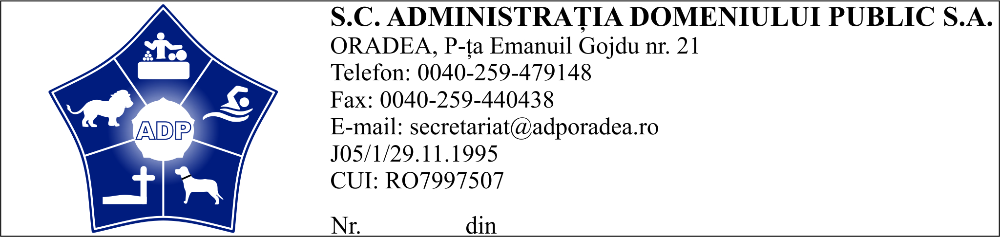 S.C. ADMINISTRAȚIA DOMENIULUI PUBLIC S.A.
ORADEA, P-ța Emanuil Gojdu nr. 21
Telefon: 0040-259-479148
Fax: 0040-259-440438
E-mail: secretariat@adporadea.ro
J05/1/29.11.1995
CUI: RO7997507
Nr. din
ADP